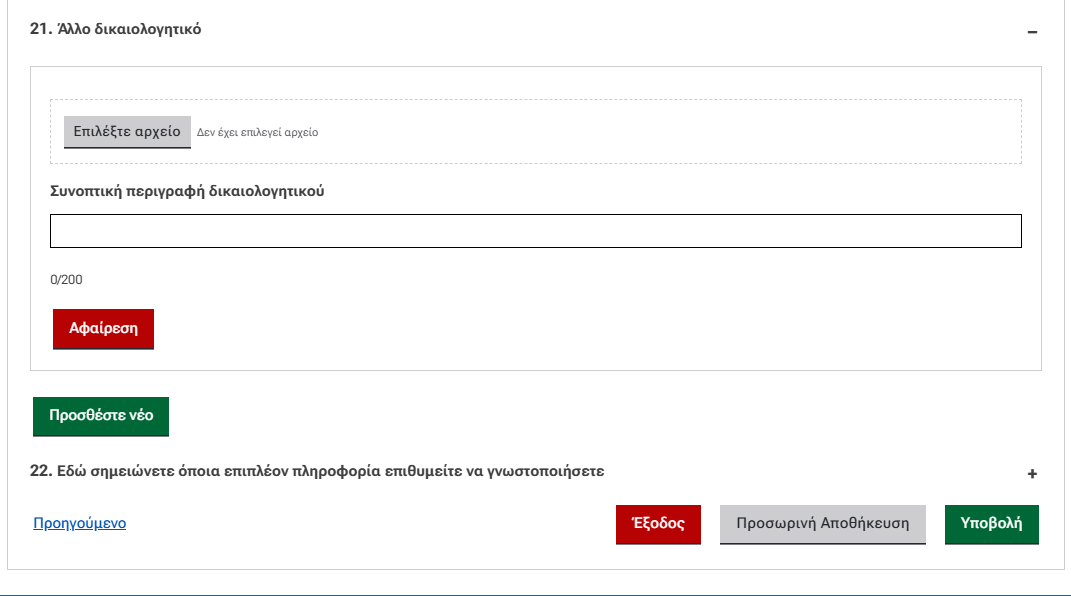 21. Άλλο δικαιολογητικό
−
Επιλέξτε αρχείο Δεν έχει επιλεγεί αρχείο
Συνοπτική περιγραφή δικαιολογητικού
0/200
Αφαίρεση
Προσθέστε νέο
22. Εδώ σημειώνετε όποια επιπλέον πληροφορία επιθυμείτε να γνωστοποιήσετε
+
Προηγούμενο Έξοδος Προσωρινή Αποθήκευση Υποβολή